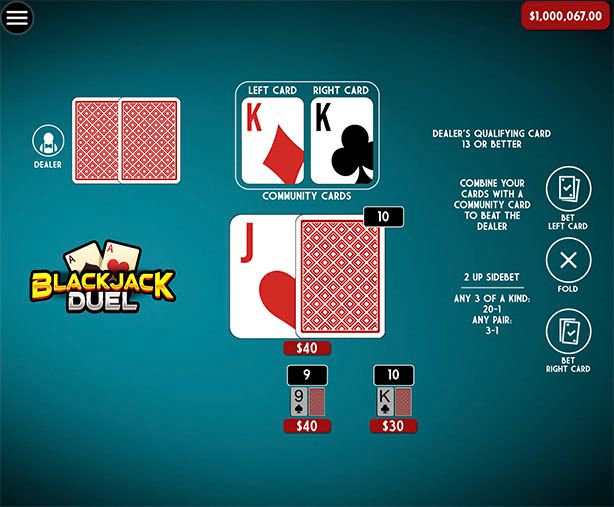 $1,000,067.00
LEFT CARD RIGHT CARD
K K
DEALER
COMMUNITY CARDS
DEALER'S QUALIFYING CARD
13 OR BETTER
COMBINE YOUR
CARDS WITH A
COMMUNITY CARD
TO BEAT THE
DEALER
BET
LEFT CARD
10
J
A A
BLACKJACK
DUEL
2 UP SIDEBET
ANY 3 OF A KIND:
20-1
ANY PAIR:
3-1
FOLD
BET
RIGHT CARD
$40
9 10
9 K
$40 $30